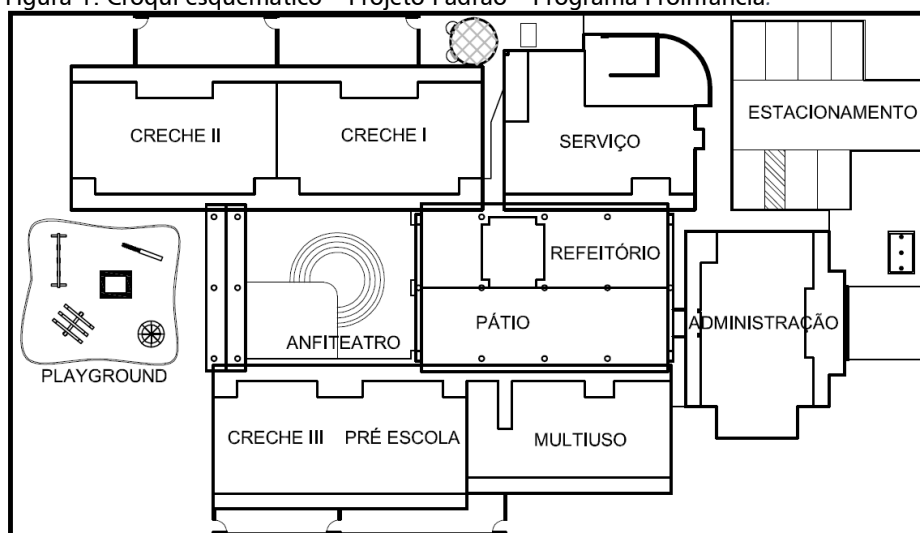 Figura 1: Croqui esquemático – Projeto Padrão – Programa Proinfância.
CRECHE II
CRECHE I
SERVIÇO
ESTACIONAMENTO
REFEITÓRIO
PÁTIO
ADMINISTRAÇÃO
ANFITEATRO
PLAYGROUND
CRECHE III
PRÉ ESCOLA
MULTIUSO